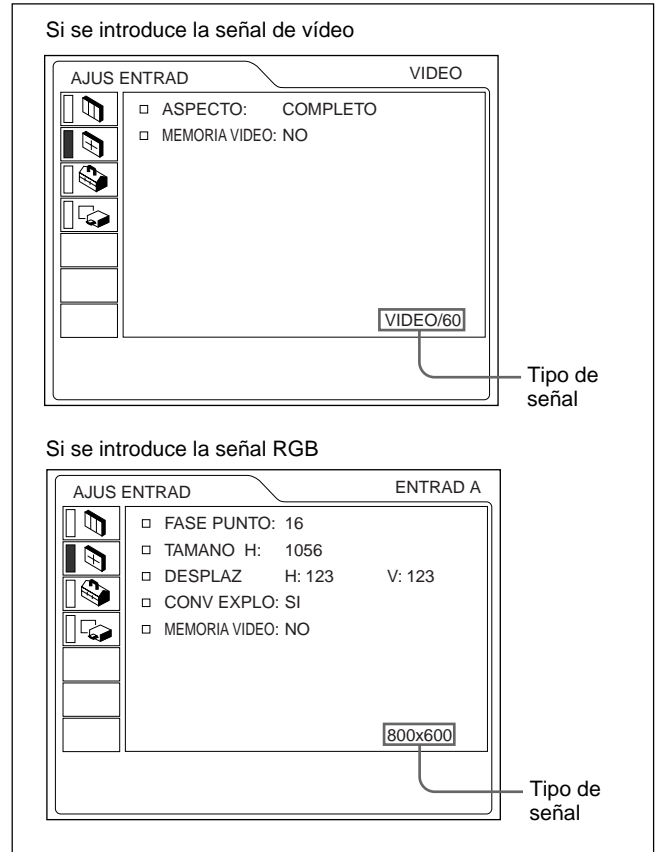 Si se introduce la señal de vídeo
AJUS ENTRAD VIDEO
ASPECTO: COMPLETO
MEMORIA VIDEO: NO
VIDEO/60
Tipo de
señal
Si se introduce la señal RGB
AJUS ENTRAD ENTRAD A
FASE PUNTO: 16
TAMANO H: 1056
DESPLAZ H: 123 V: 123
CONV EXPLO: SI
MEMORIA VIDEO: NO
800x600
Tipo de
señal